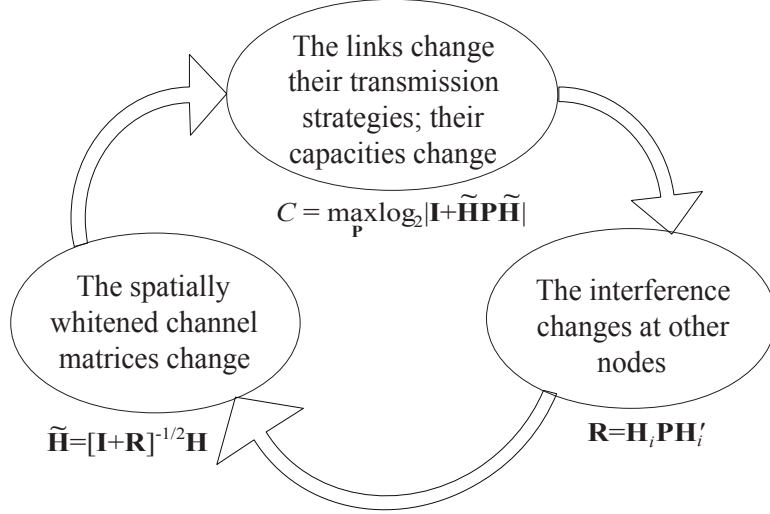 The links change
their transmission
strategies; their
capacities change
C = maxlog₂|I+H̃PH̃|
P
The spatially
whitened channel
matrices change
H̃=[I+R]⁻¹/²H
The interference
changes at other
nodes
R=HᵢPHᵢ′